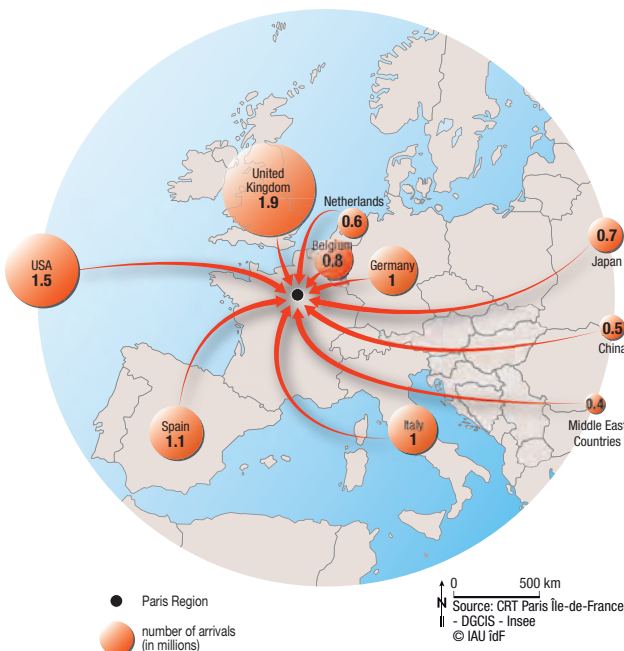 United
Kingdom
1.9
Netherlands
0.6
Belgium
0.8
Germany
1
USA
1.5
0.7
Japan
0.5
China
0.4
Middle East
Countries
Spain
1.1
Italy
1
Paris Region
number of arrivals
(in millions)
0 500 km
N
Source: CRT Paris Île-de-France
- DGCIS - Insee
© IAU îdF